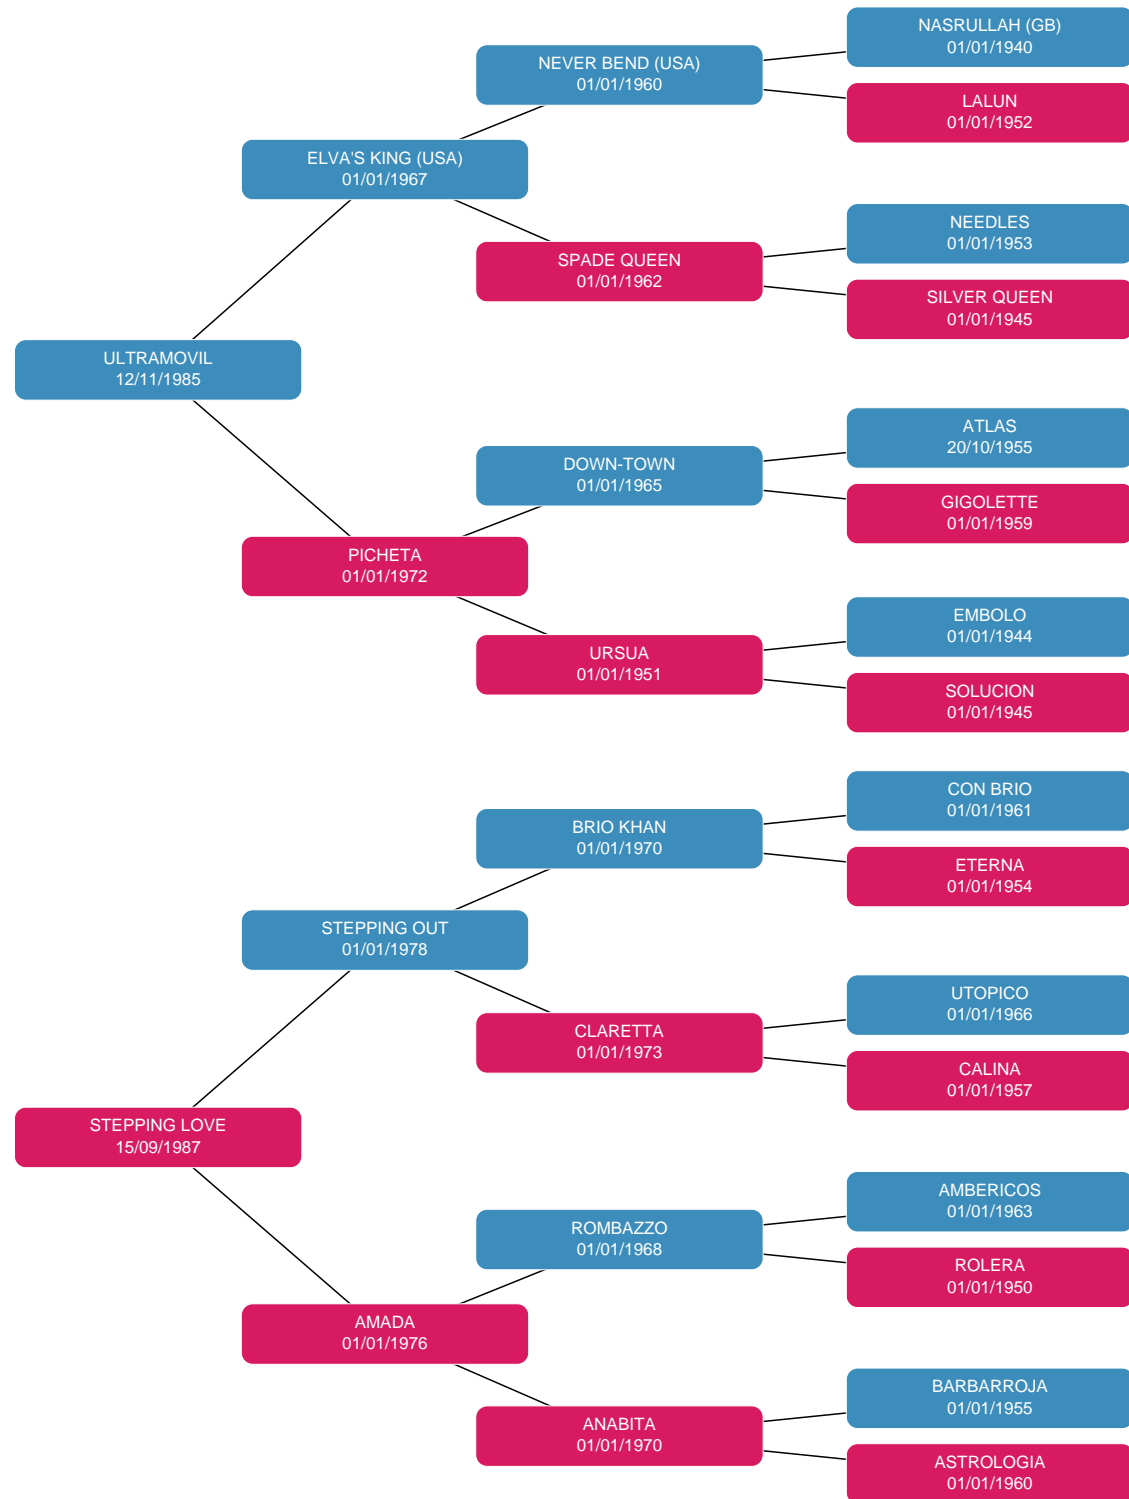 NASRULLAH (GB)
01/01/1940
NEVER BEND (USA)
01/01/1960
LALUN
01/01/1952
ELVA'S KING (USA)
01/01/1967
NEEDLES
01/01/1953
SPADE QUEEN
01/01/1962
SILVER QUEEN
01/01/1945
ULTRAMOVIL
12/11/1985
ATLAS
20/10/1955
DOWN-TOWN
01/01/1965
GIGOLETTE
01/01/1959
PICHETA
01/01/1972
EMBOLO
01/01/1944
URSUA
01/01/1951
SOLUCION
01/01/1945
CON BRIO
01/01/1961
BRIO KHAN
01/01/1970
ETERNA
01/01/1954
STEPPING OUT
01/01/1978
UTOPICO
01/01/1966
CLARETTA
01/01/1973
CALINA
01/01/1957
STEPPING LOVE
15/09/1987
AMBERICOS
01/01/1963
ROMBAZZO
01/01/1968
ROLERA
01/01/1950
AMADA
01/01/1976
BARBARROJA
01/01/1955
ANABITA
01/01/1970
ASTROLOGIA
01/01/1960